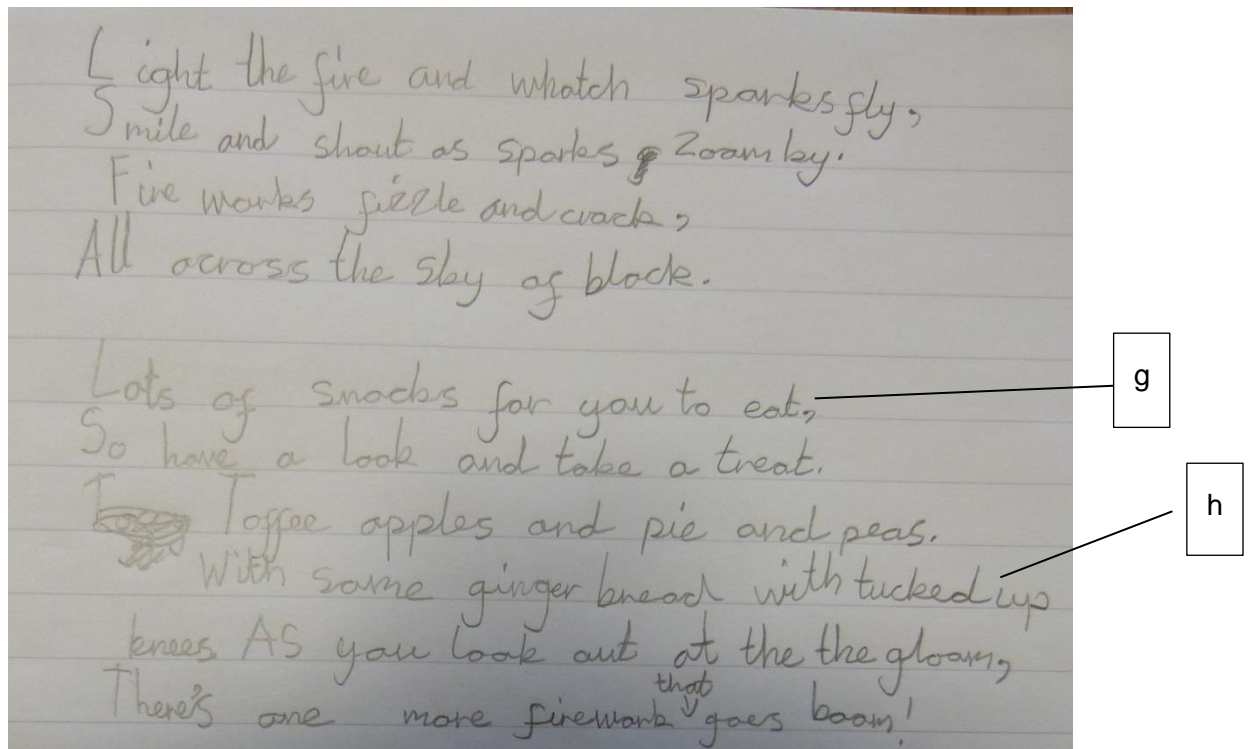 Light the fire and whatch sparks fly,
Smile and shout as sparks zoom by.
Fire works fizzle and crack,
All across the sky of black.
Lots of snacks for you to eat,
g
So have a look and take a treat.
h
Toffee apples and pie and peas.
With some ginger bread with tucked up
knees AS you look out at the the gloam,
There's one more firework that goes boom!